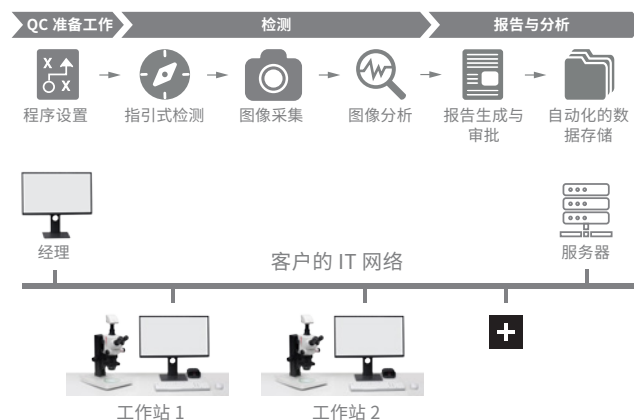 QC 准备工作
检测
报告与分析
程序设置
指引式检测
图像采集
图像分析
报告生成与
审批
自动化的数
据存储
经理
服务器
客户的 IT 网络
工作站 1
工作站 2